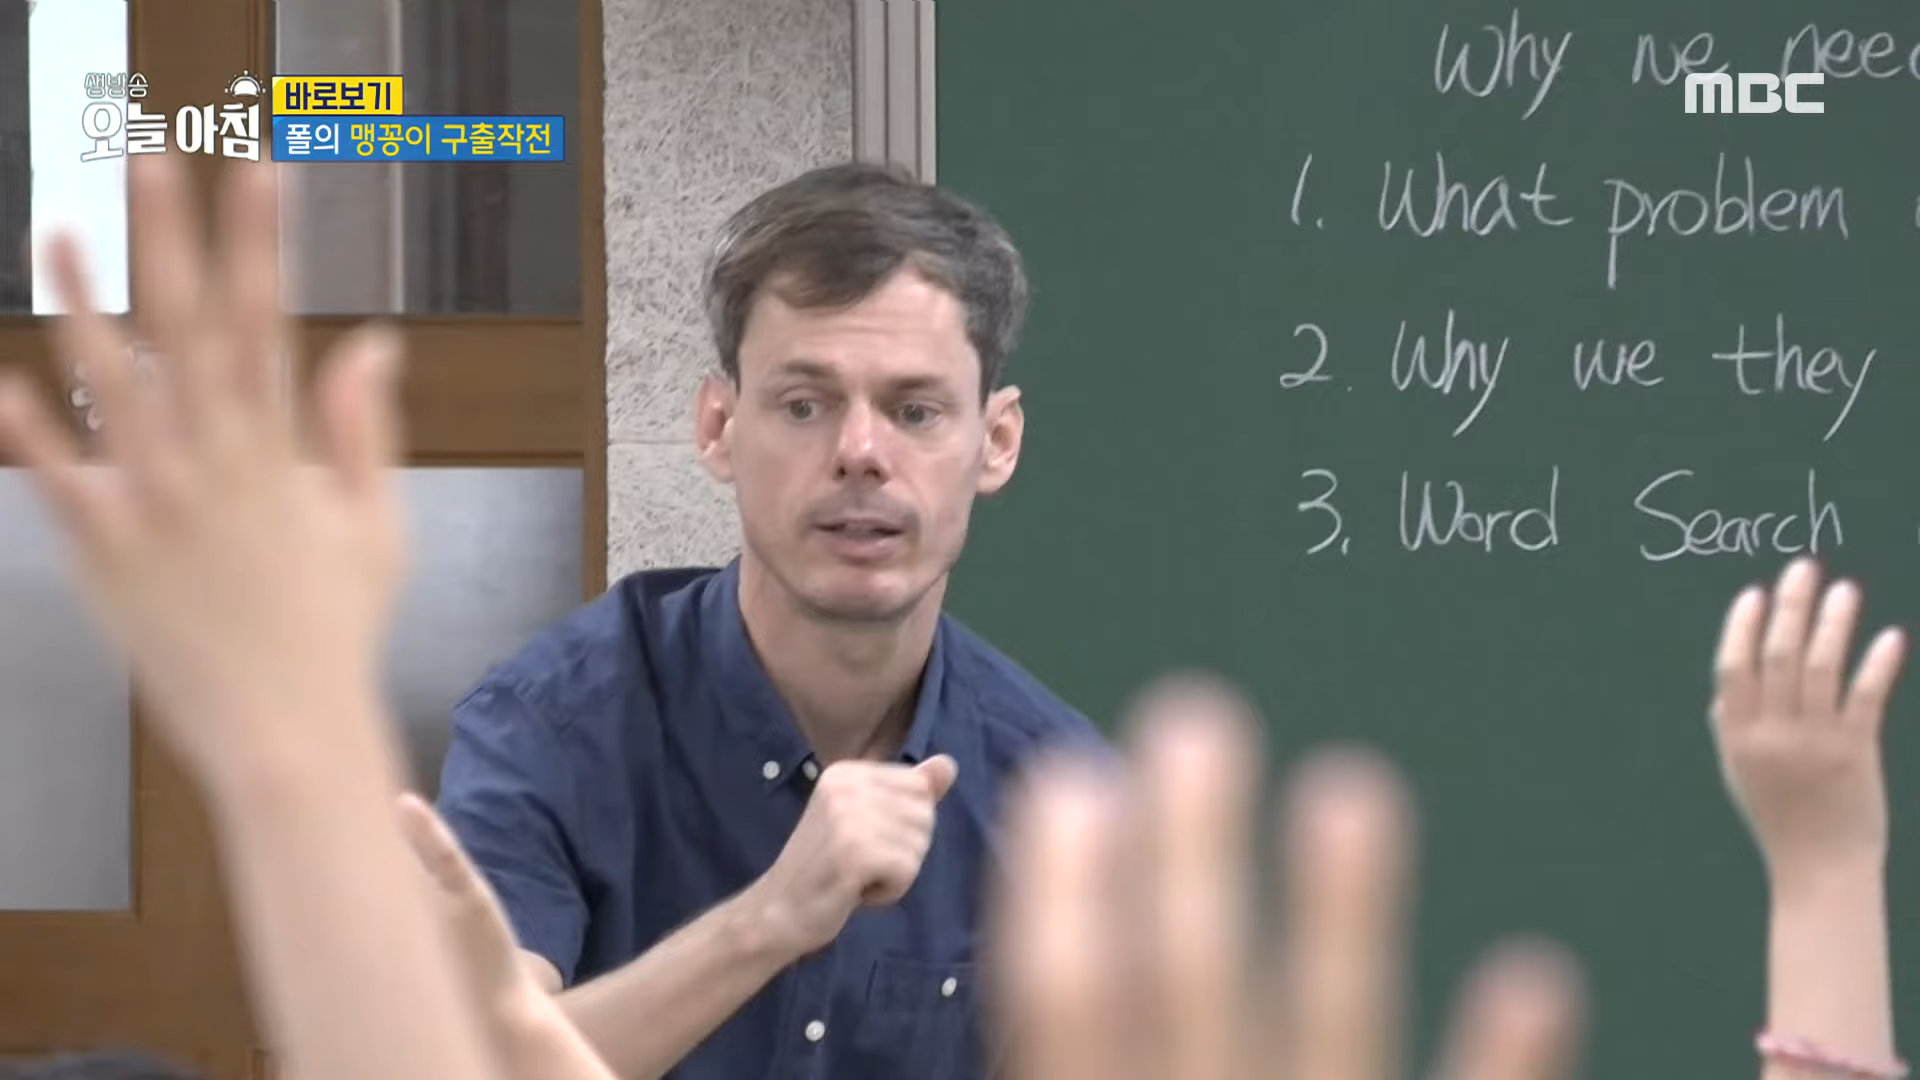 생방송
오늘 아침
바로보기
폴의 맹꽁이 구출작전
MBC
Why we need
1. What problem
2. Why we they
3. Word Search